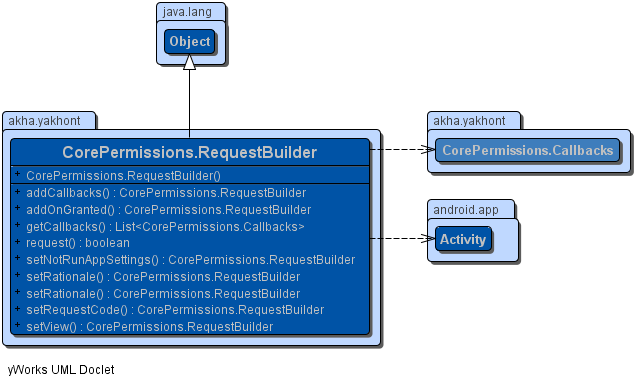 java.lang
Object
akha.yakhont
CorePermissions.RequestBuilder
+ CorePermissions.RequestBuilder()
+ addCallbacks() : CorePermissions.RequestBuilder
+ addOnGranted() : CorePermissions.RequestBuilder
+ getCallbacks() : List<CorePermissions.Callbacks>
+ request() : boolean
+ setNotRunAppSettings() : CorePermissions.RequestBuilder
+ setRationale() : CorePermissions.RequestBuilder
+ setRationale() : CorePermissions.RequestBuilder
+ setRequestCode() : CorePermissions.RequestBuilder
+ setView() : CorePermissions.RequestBuilder
akha.yakhont
CorePermissions.Callbacks
android.app
Activity
yWorks UML Doclet